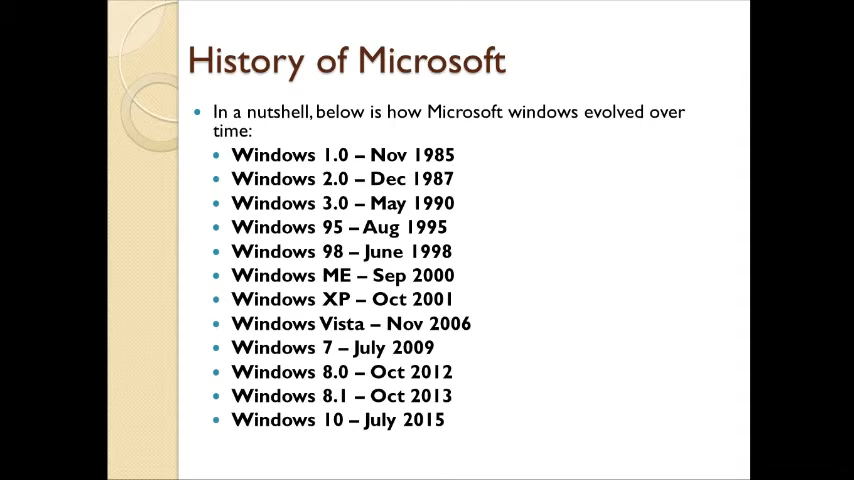 History of Microsoft
• In a nutshell, below is how Microsoft windows evolved over
time:
• Windows 1.0 – Nov 1985
• Windows 2.0 – Dec 1987
• Windows 3.0 – May 1990
• Windows 95 – Aug 1995
• Windows 98 – June 1998
• Windows ME – Sep 2000
• Windows XP – Oct 2001
• Windows Vista – Nov 2006
• Windows 7 – July 2009
• Windows 8.0 – Oct 2012
• Windows 8.1 – Oct 2013
• Windows 10 – July 2015